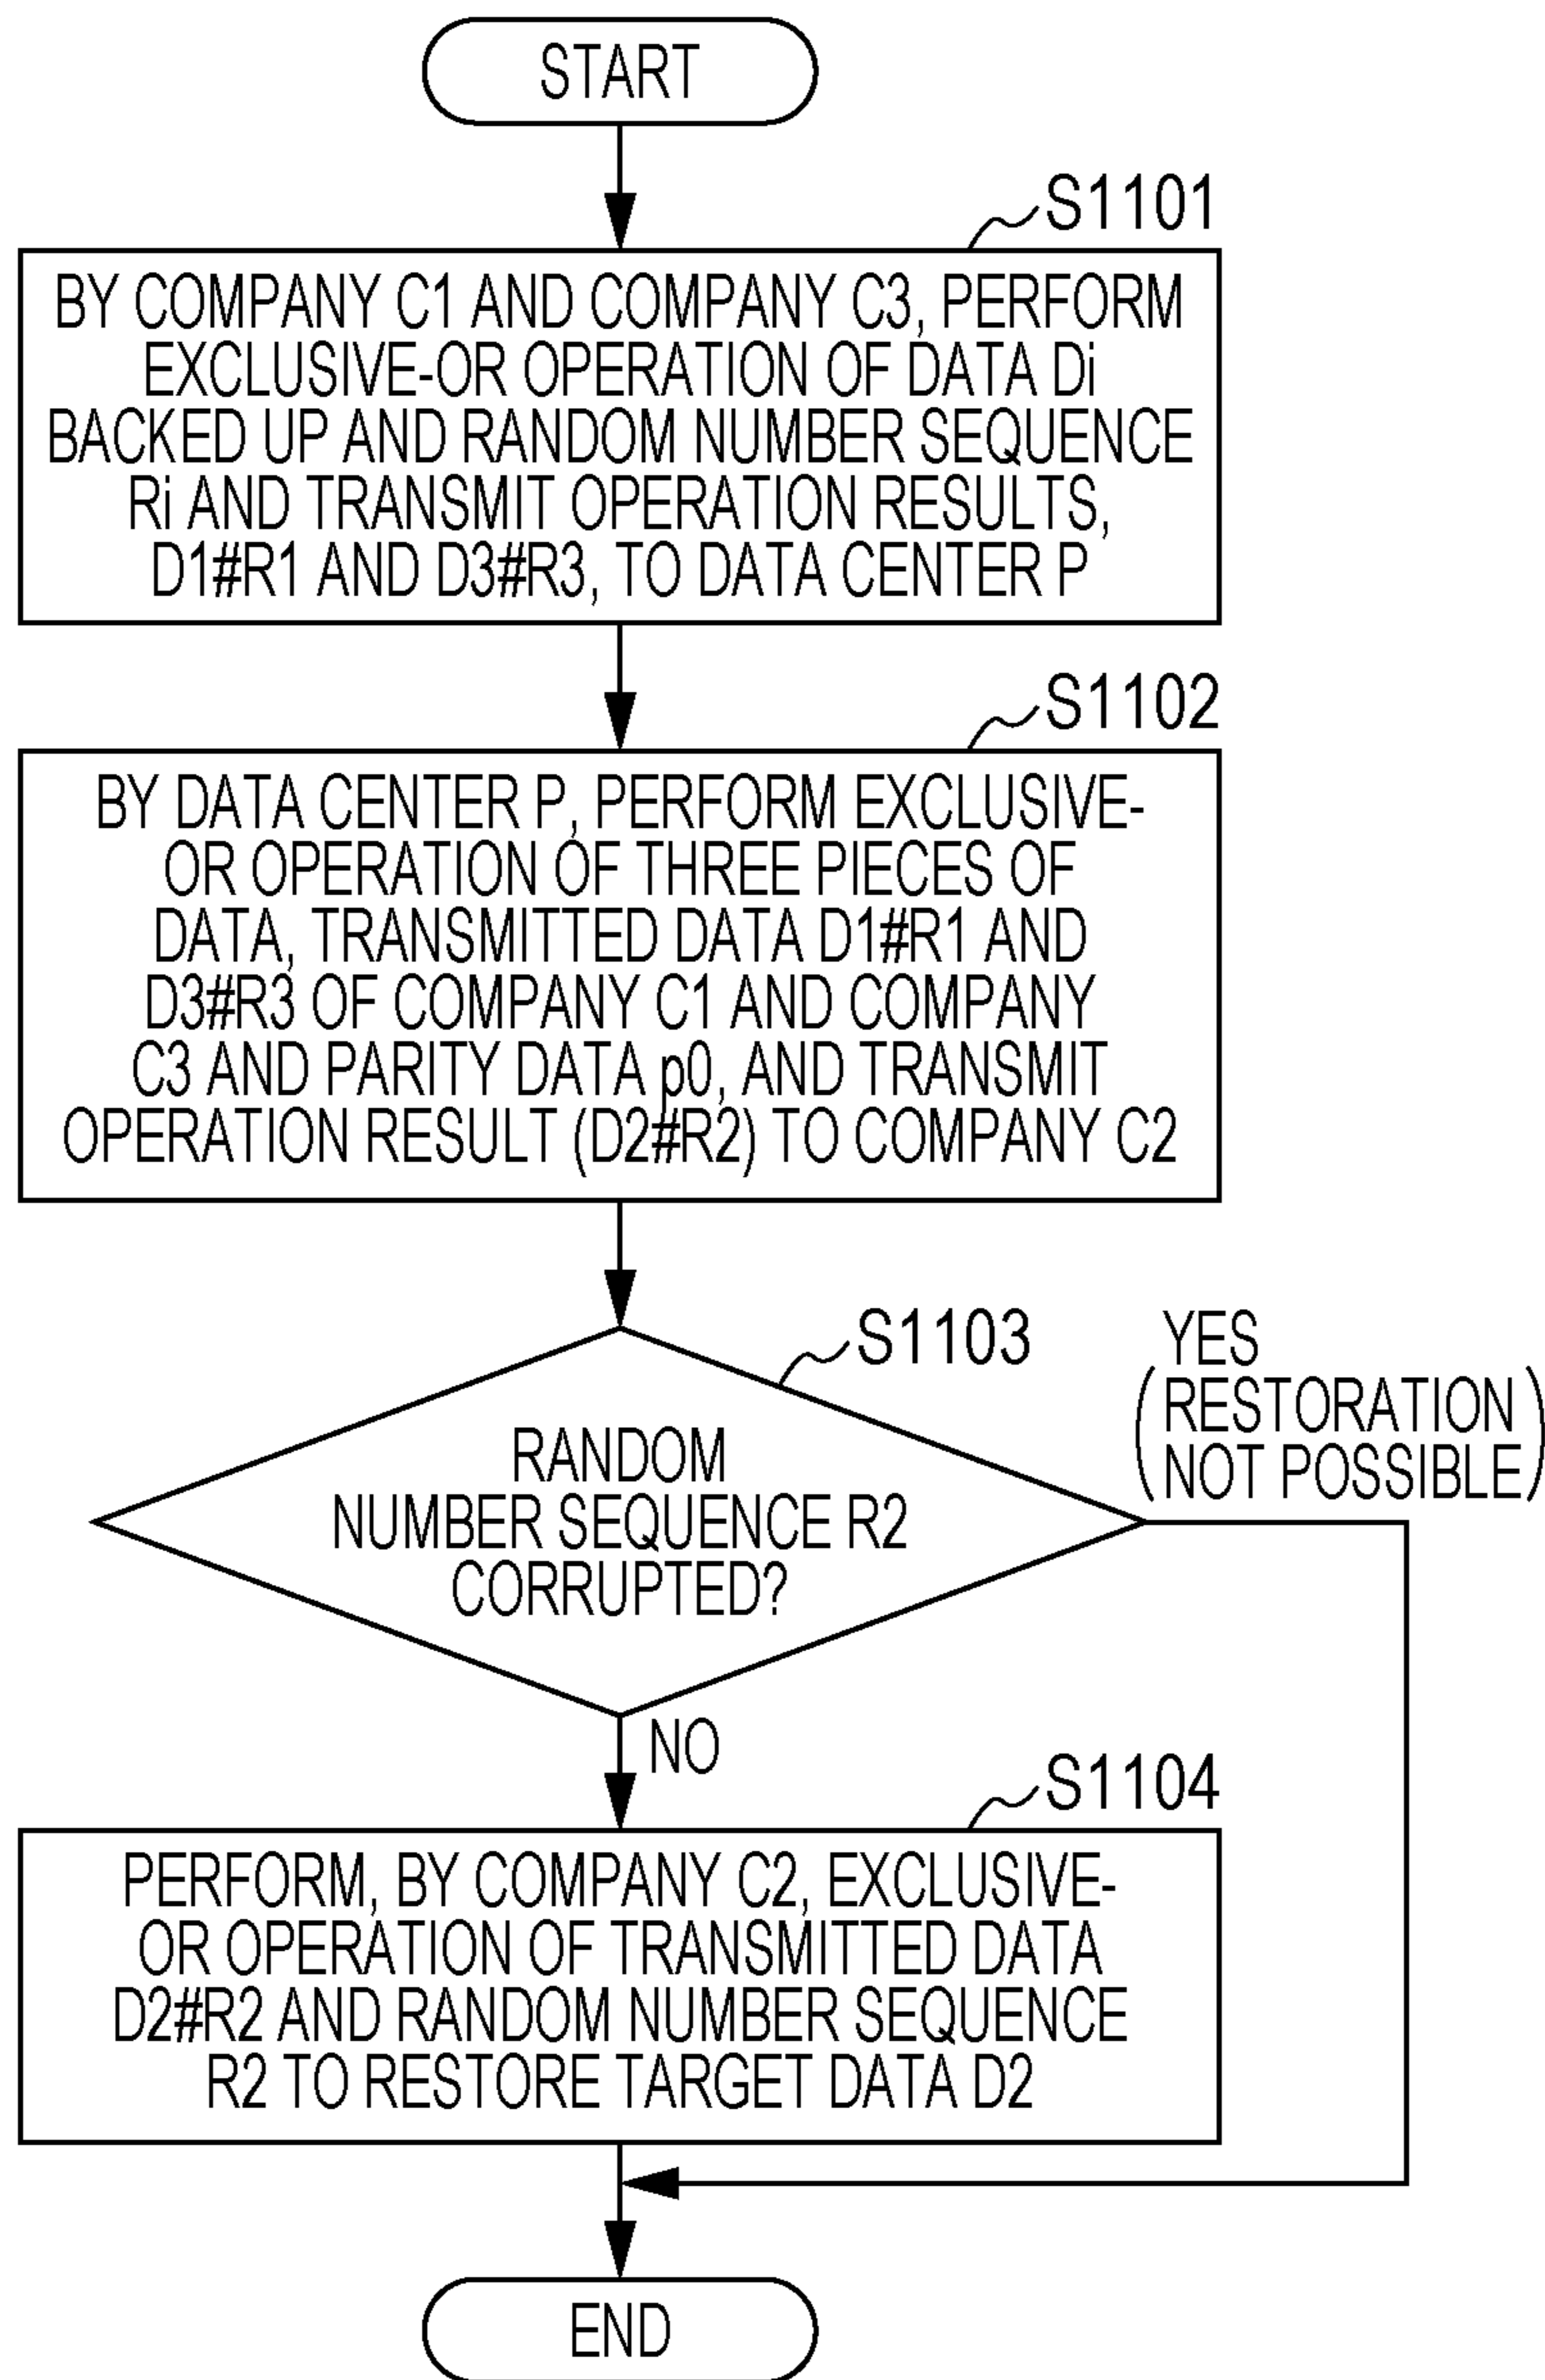 START
S1101
BY COMPANY C1 AND COMPANY C3, PERFORM
EXCLUSIVE-OR OPERATION OF DATA Di
BACKED UP AND RANDOM NUMBER SEQUENCE
Ri AND TRANSMIT OPERATION RESULTS,
D1#R1 AND D3#R3, TO DATA CENTER P
S1102
BY DATA CENTER P, PERFORM EXCLUSIVE-
OR OPERATION OF THREE PIECES OF
DATA, TRANSMITTED DATA D1#R1 AND
D3#R3 OF COMPANY C1 AND COMPANY
C3 AND PARITY DATA p0, AND TRANSMIT
OPERATION RESULT (D2#R2) TO COMPANY C2
S1103
YES
(RESTORATION
NOT POSSIBLE)
RANDOM
NUMBER SEQUENCE R2
CORRUPTED?
NO
S1104
PERFORM, BY COMPANY C2, EXCLUSIVE-
OR OPERATION OF TRANSMITTED DATA
D2#R2 AND RANDOM NUMBER SEQUENCE
R2 TO RESTORE TARGET DATA D2
END